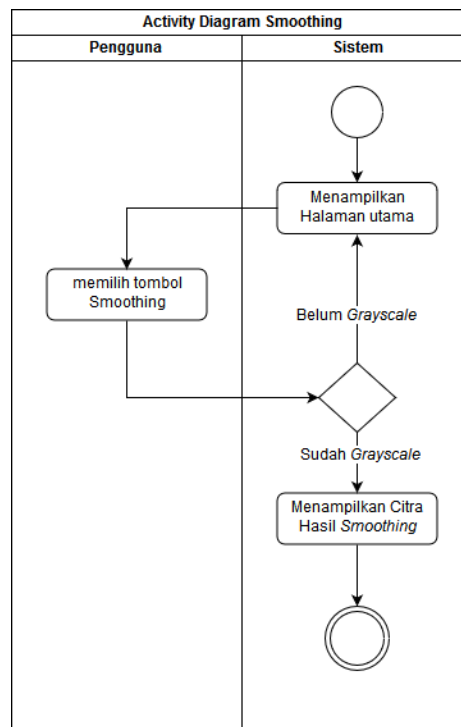 Activity Diagram Smoothing
Pengguna
Sistem
Menampilkan
Halaman utama
memilih tombol
Smoothing
Belum Grayscale
Sudah Grayscale
Menampilkan Citra
Hasil Smoothing